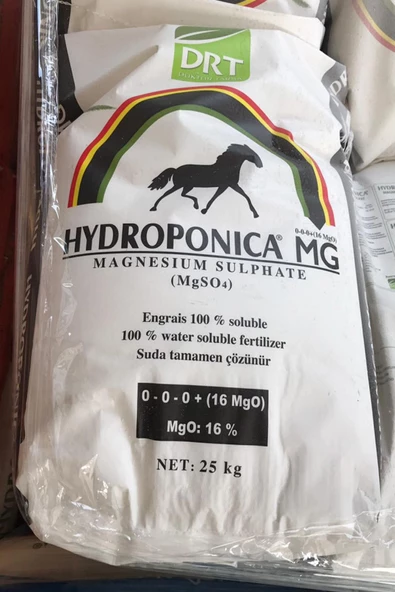 DRT
HYDROPONICA® MG
0-0-0+(16 MgO)
MAGNESIUM SULPHATE
(MgSO4)
Engrais 100 % soluble
100 % water soluble fertilizer
Suda tamamen çözünür
0 - 0 - 0 + (16 MgO)
MgO: 16 %
NET: 25 kg